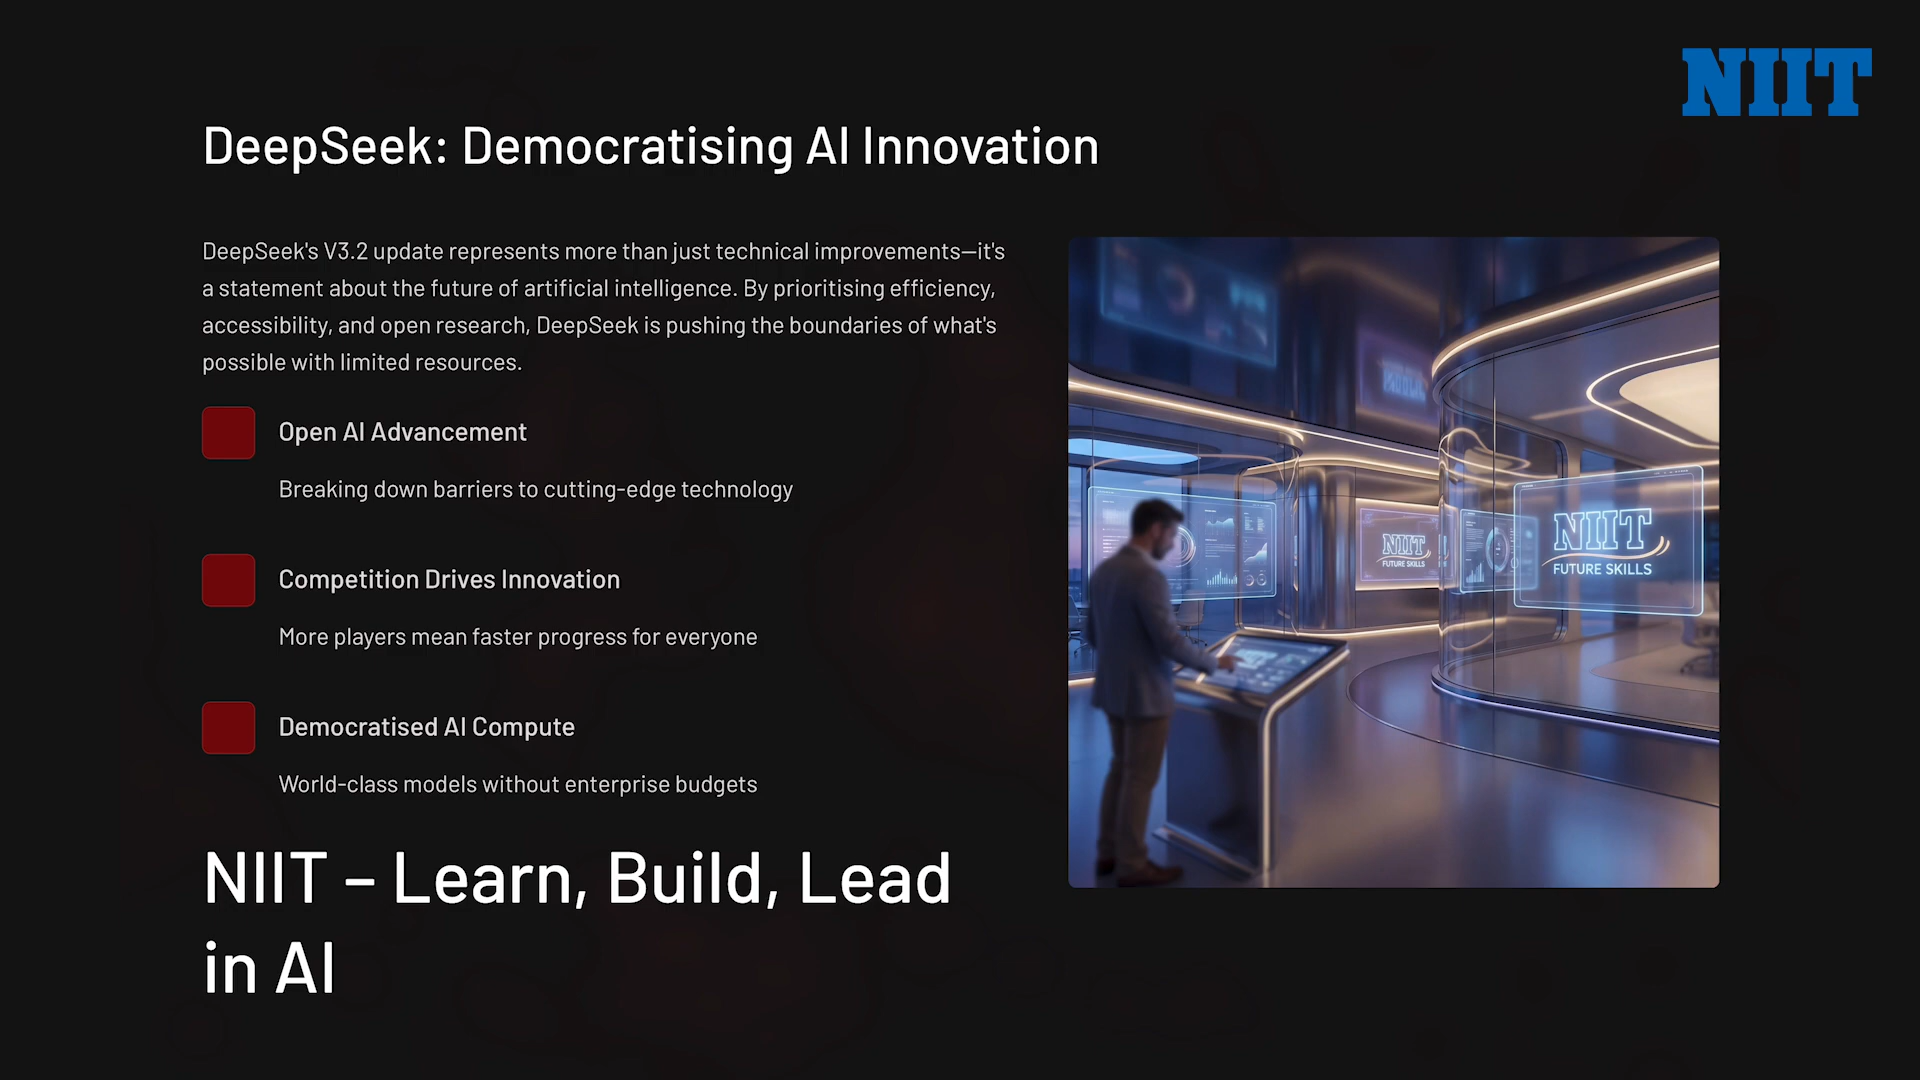 NIIT
DeepSeek: Democratising AI Innovation
DeepSeek's V3.2 update represents more than just technical improvements—it's
a statement about the future of artificial intelligence. By prioritising efficiency,
accessibility, and open research, DeepSeek is pushing the boundaries of what's
possible with limited resources.
Open AI Advancement
Breaking down barriers to cutting-edge technology
Competition Drives Innovation
More players mean faster progress for everyone
Democratised AI Compute
World-class models without enterprise budgets
NIIT – Learn, Build, Lead
in AI
NIIT
FUTURE SKILLS
NIIT
FUTURE SKILLS